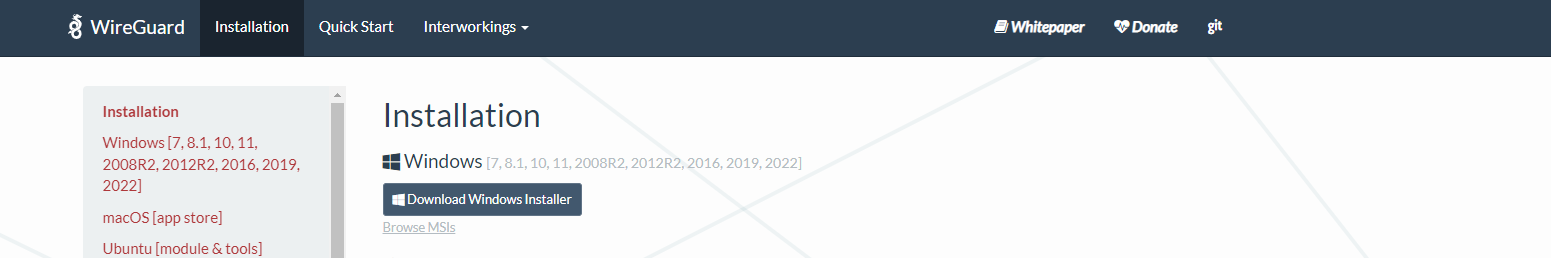 WireGuard Installation Quick Start Interworkings Whitepaper Donate git
Installation
Windows [7, 8.1, 10, 11,
2008R2, 2012R2, 2016, 2019,
2022]
macOS [app store]
Ubuntu [module & tools]
Installation
Windows [7, 8.1, 10, 11, 2008R2, 2012R2, 2016, 2019, 2022]
Download Windows Installer
Browse MSIs